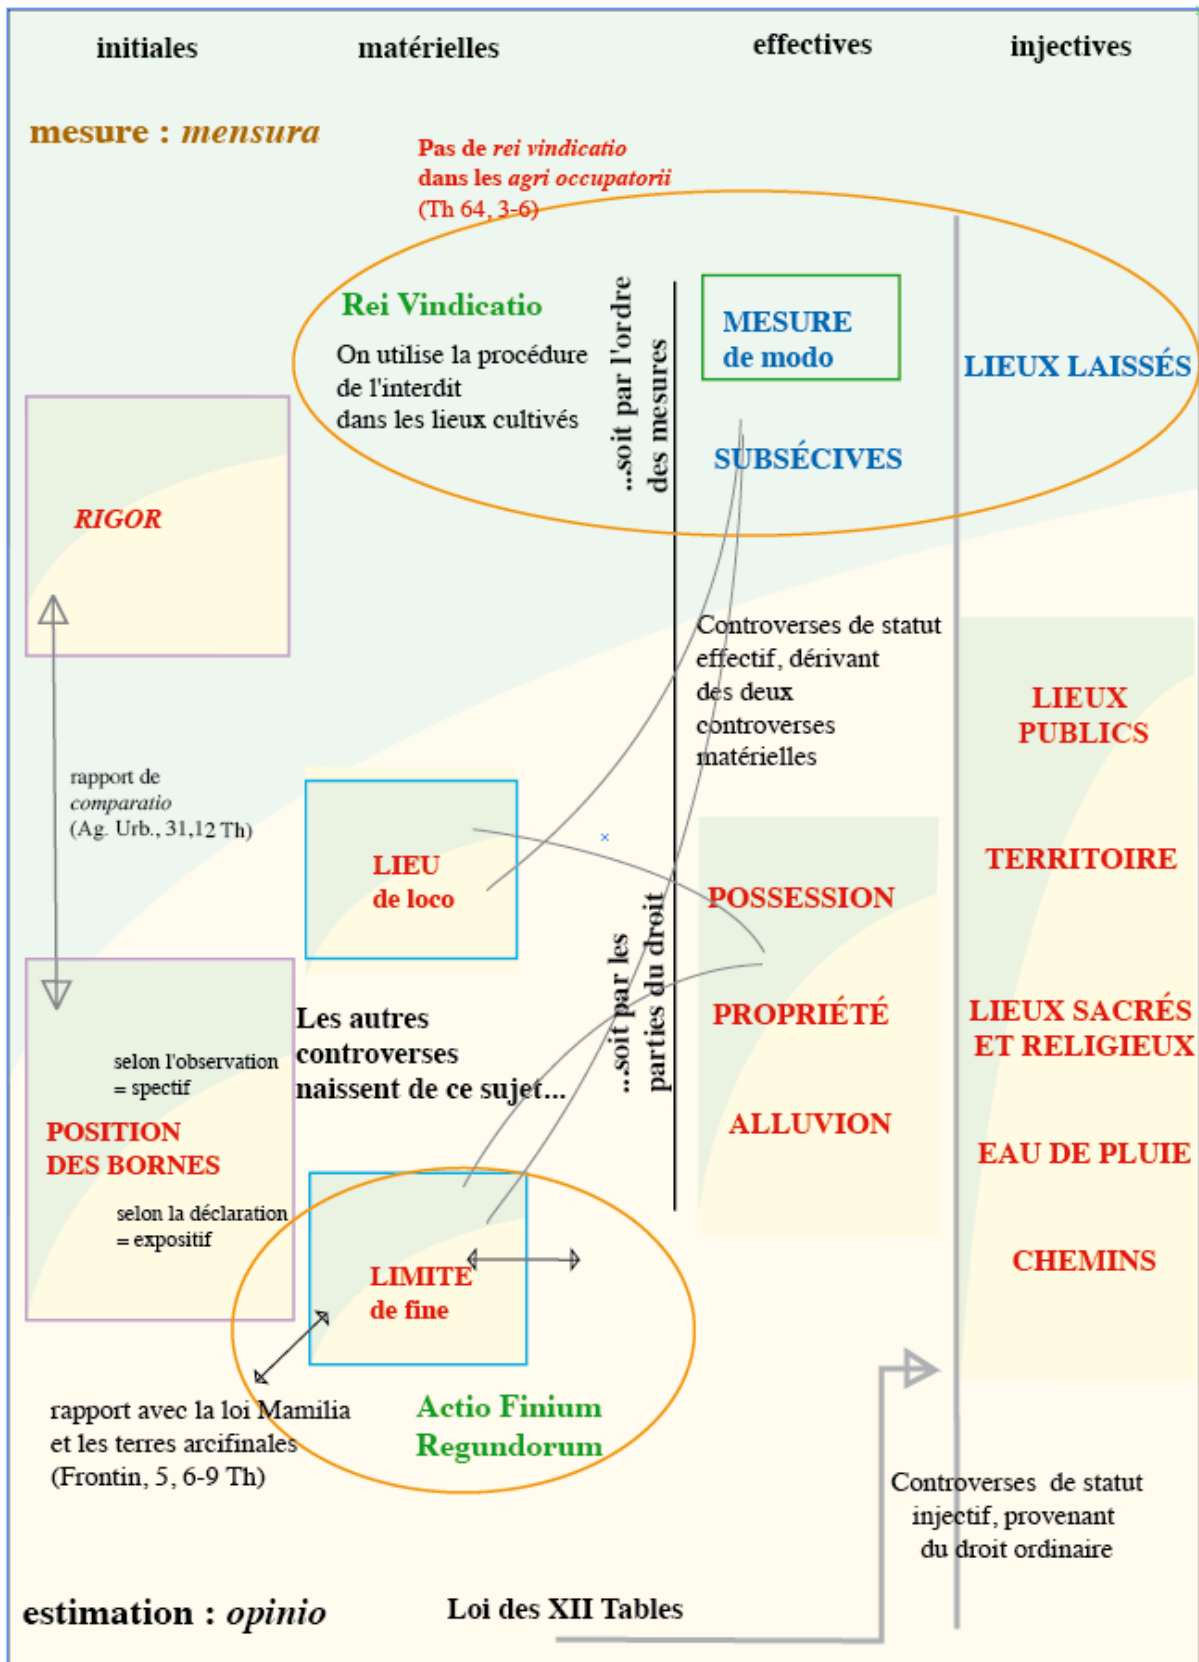 initiales
matérielles
effectives
injectives
mesure : mensura
Pas de rei vindicatio
dans les agri occupatorii
(Th 64, 3-6)
Rei Vindicatio
On utilise la procédure
de l'interdit
dans les lieux cultivés
...soit par l'ordre
des mesures
MESURE
de modo
SUBSÉCIVES
LIEUX LAISSÉS
RIGOR
rapport de
comparatio
(Ag. Urb., 31,12 Th)
Controverses de statut
effectif, dérivant
des deux
controverses
matérielles
LIEUX
PUBLICS
TERRITOIRE
LIEUX SACRÉS
ET RELIGIEUX
EAU DE PLUIE
CHEMINS
LIEU
de loco
POSSESSION
PROPRIÉTÉ
ALLUVION
...soit par les
parties du droit
Les autres
controverses
naissent de ce sujet...
selon l'observation
= spectif
POSITION
DES BORNES
selon la déclaration
= expositif
LIMITE
de fine
rapport avec la loi Mamilia
et les terres arcifinales
(Frontin, 5, 6-9 Th)
Actio Finium
Regundorum
Controverses de statut
injectif, provenant
du droit ordinaire
estimation : opinio
Loi des XII Tables